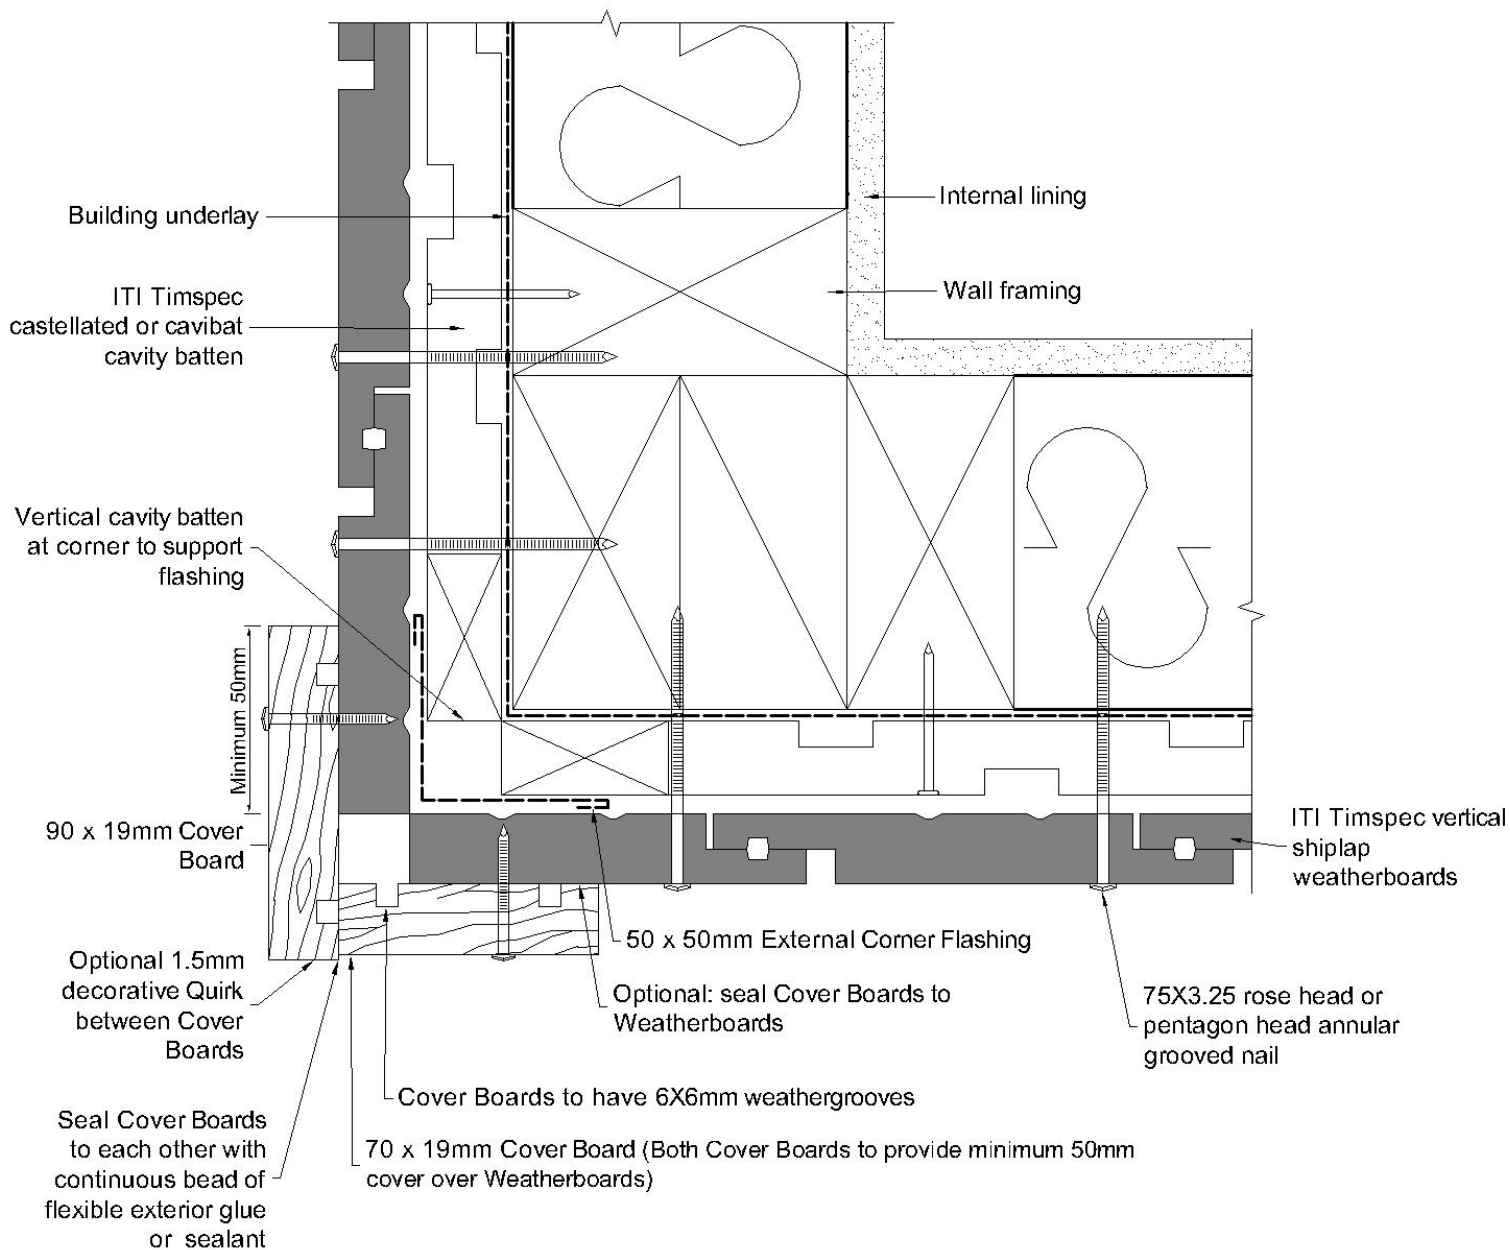 Building underlay
ITI Timspec
castellated or cavibat
cavity batten
Vertical cavity batten
at corner to support
flashing
Minimum 50mm
90 x 19mm Cover
Board
Optional 1.5mm
decorative Quirk
between Cover
Boards
Seal Cover Boards
to each other with
continuous bead of
flexible exterior glue
or sealant
Internal lining
Wall framing
ITI Timspec vertical
shiplap
weatherboards
50 x 50mm External Corner Flashing
Optional: seal Cover Boards to
Weatherboards
75X3.25 rose head or
pentagon head annular
grooved nail
Cover Boards to have 6X6mm weathergrooves
70 x 19mm Cover Board (Both Cover Boards to provide minimum 50mm
cover over Weatherboards)